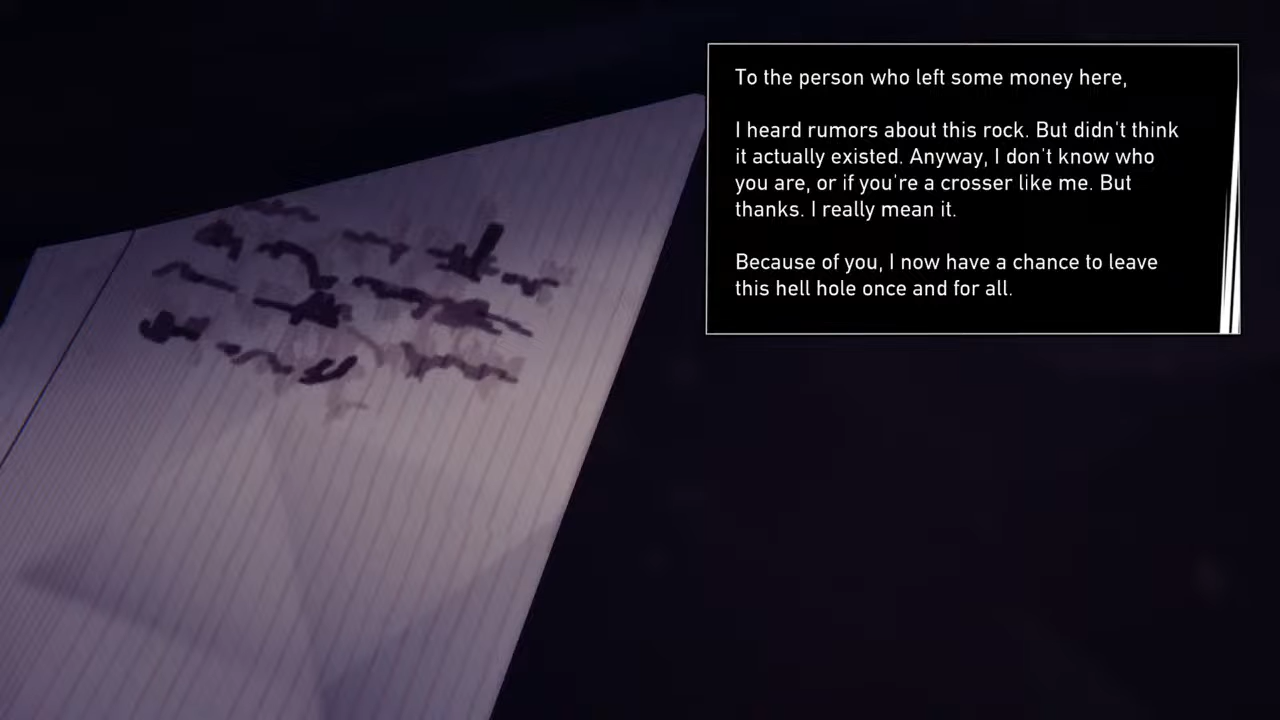 To the person who left some money here,
I heard rumors about this rock. But didn't think
it actually existed. Anyway, I don't know who
you are, or if you're a crosser like me. But
thanks. I really mean it.
Because of you, I now have a chance to leave
this hell hole once and for all.